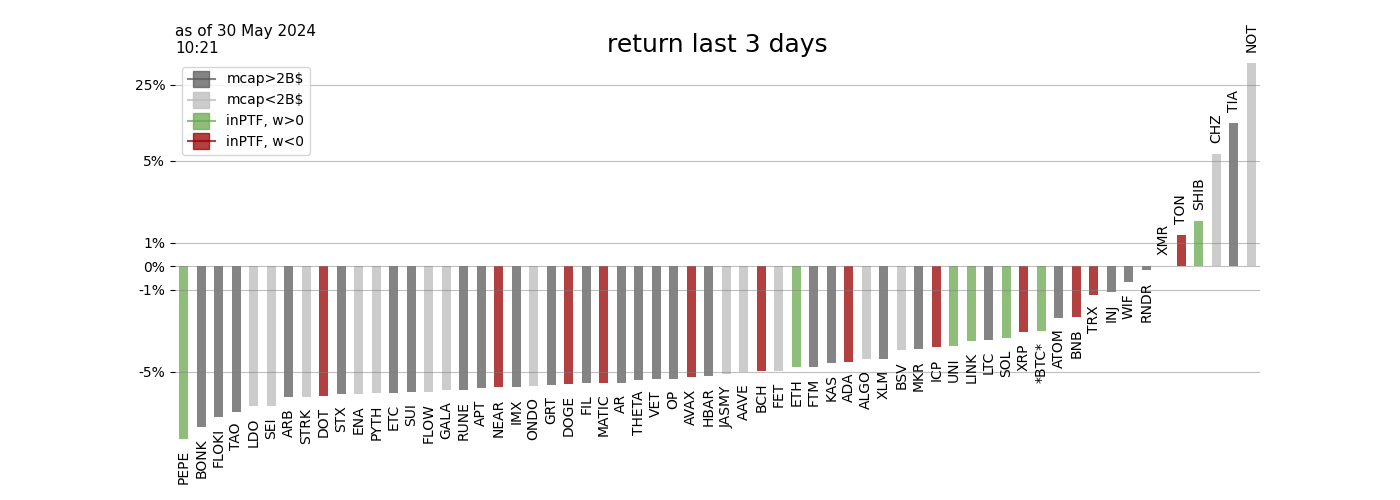 as of 30 May 2024
10:21
return last 3 days
mcap>2B$
mcap<2B$
inPTF, w>0
inPTF, w<0
25%
5%
1%
0%
-1%
-5%
PEPE
BONK
FLOKI
TAO
LDO
SEI
ARB
STRK
DOT
STX
ENA
PYTH
ETC
SUI
FLOW
GALA
RUNE
APT
NEAR
IMX
ONDO
GRT
DOGE
FIL
MATIC
AR
THETA
VET
OP
AVAX
HBAR
JASMY
AAVE
BCH
FET
ETH
FTM
KAS
ADA
ALGO
XLM
BSV
MKR
ICP
UNI
LINK
LTC
SOL
XRP
*BTC*
ATOM
BNB
TRX
INJ
WIF
RNDR
XMR
TON
SHIB
CHZ
TIA
NOT